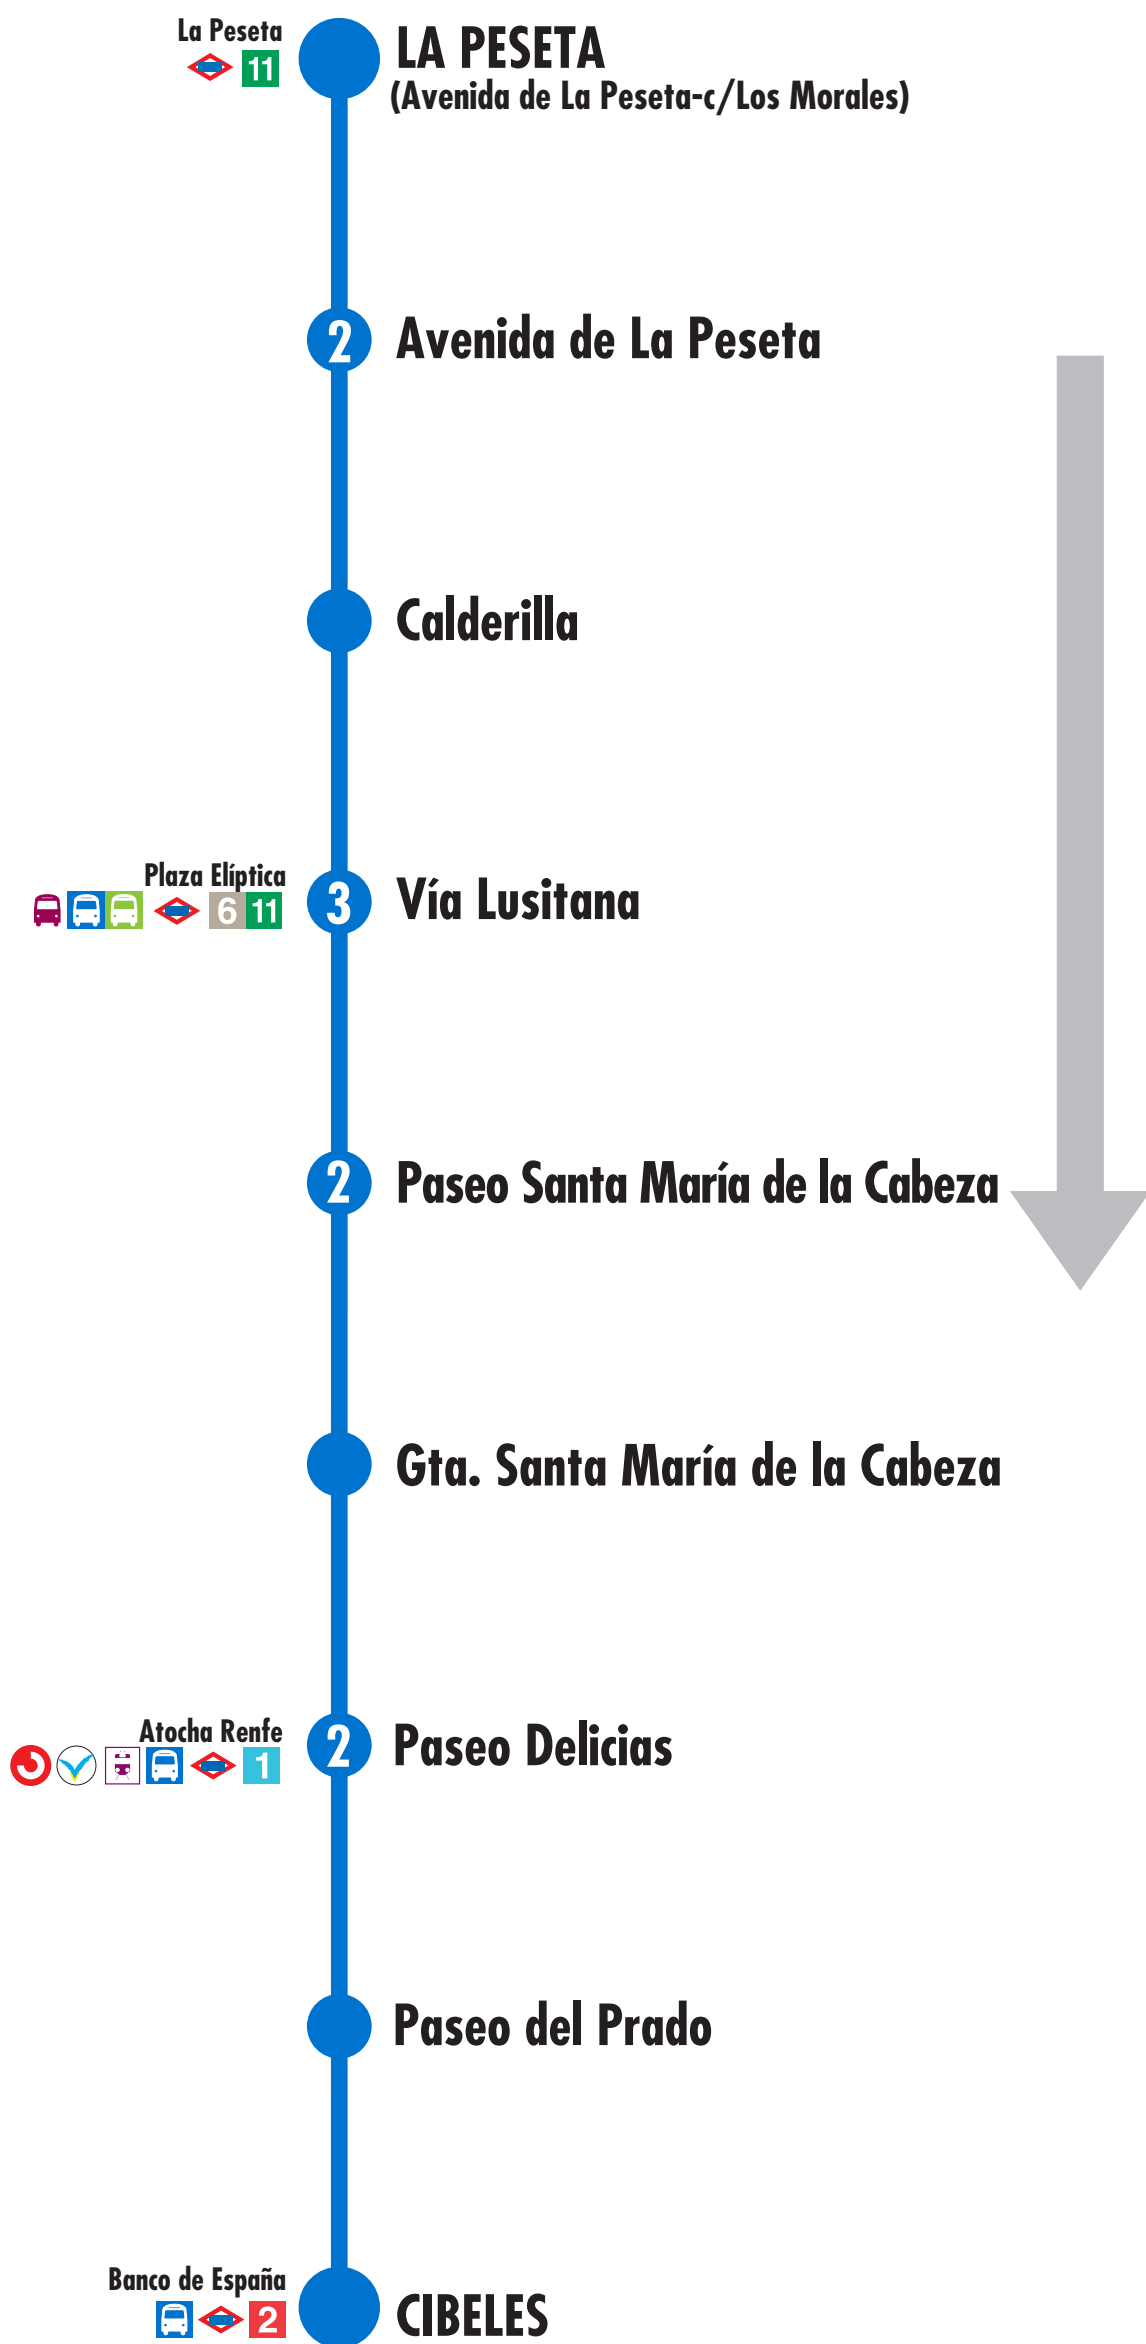 La Peseta
11
LA PESETA
(Avenida de La Peseta-c/Los Morales)
2
Avenida de La Peseta
Calderilla
Plaza Elíptica
6 11
3
Vía Lusitana
2
Paseo Santa María de la Cabeza
Gta. Santa María de la Cabeza
Atocha Renfe
1
2
Paseo Delicias
Paseo del Prado
Banco de España
2
CIBELES